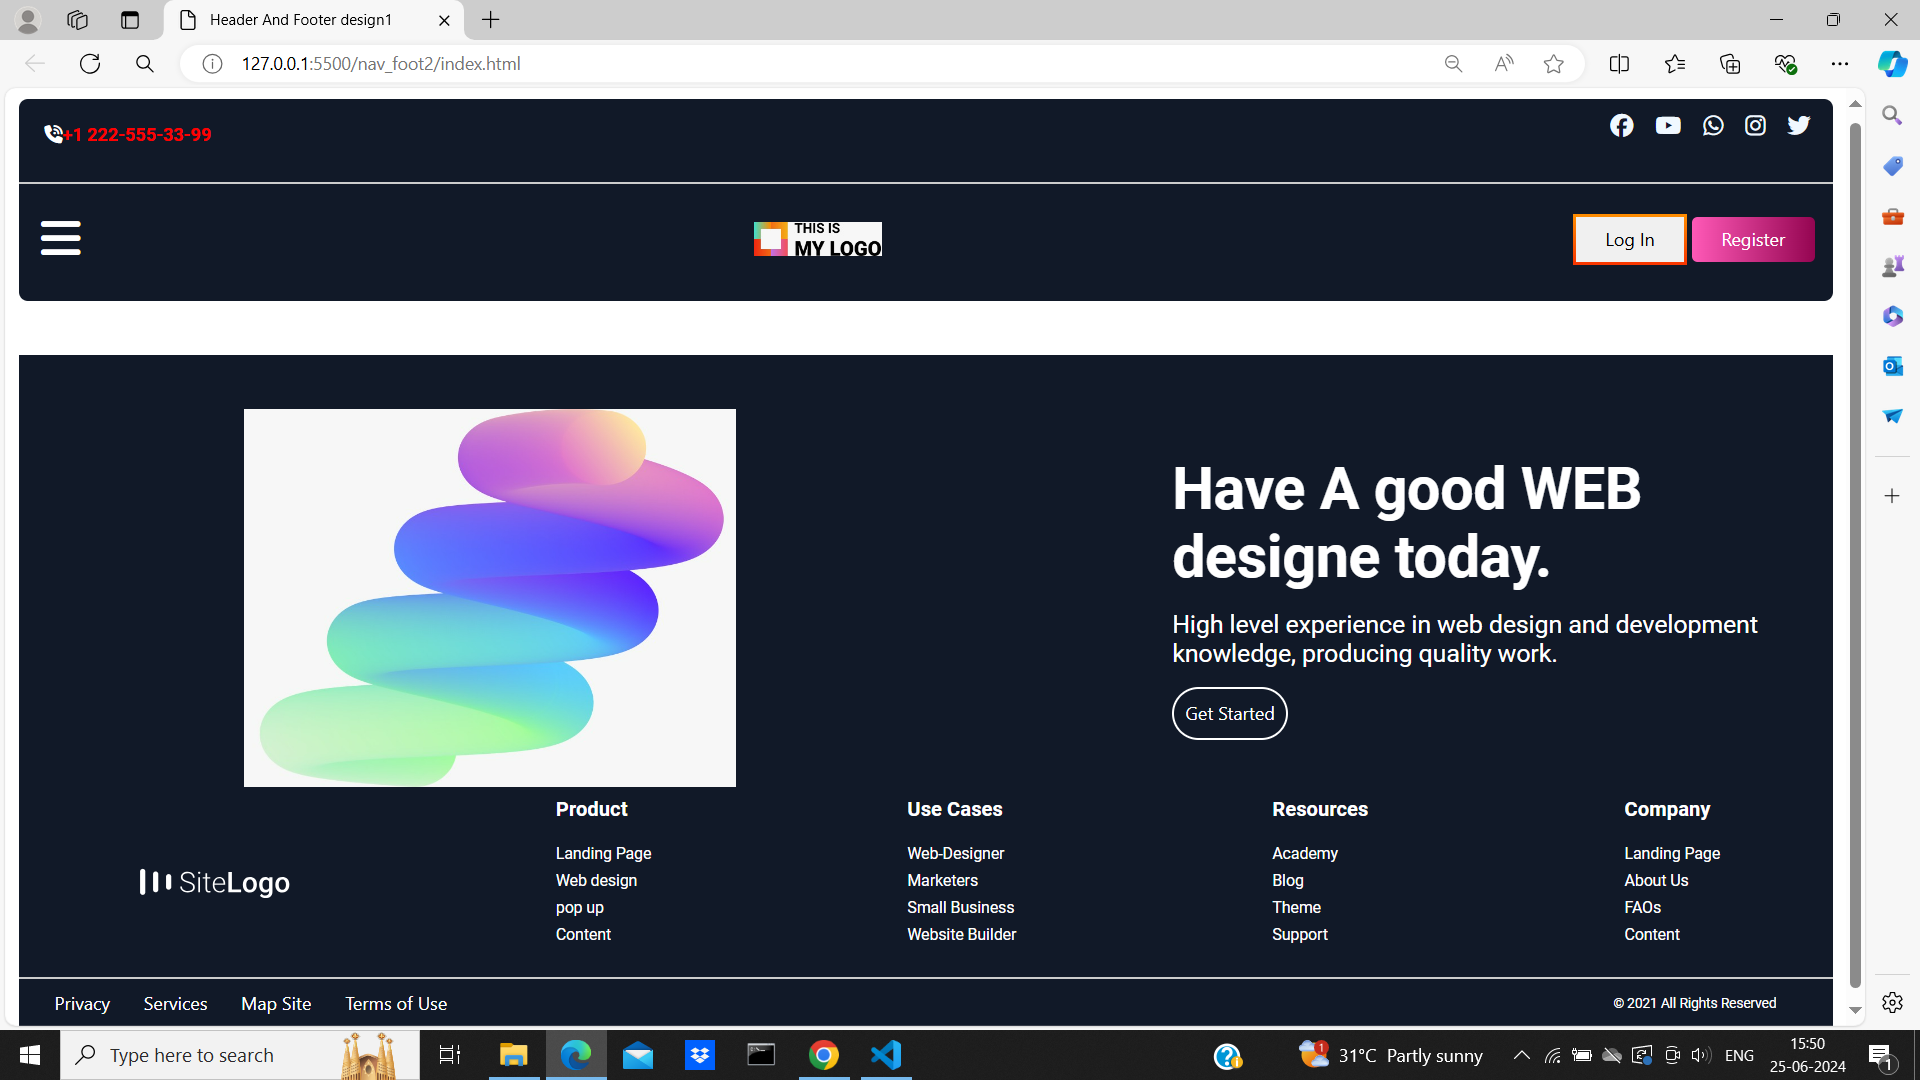 Header And Footer design1
127.0.0.1:5500/nav_foot2/index.html
+1 222-555-33-99
THIS IS
MY LOGO
Log In
Register
Have A good WEB
designe today.
High level experience in web design and development
knowledge, producing quality work.
Get Started
SiteLogo
Product
Landing Page
Web design
pop up
Content
Use Cases
Web-Designer
Marketers
Small Business
Website Builder
Resources
Academy
Blog
Theme
Support
Company
Landing Page
About Us
FAOs
Content
Privacy Services Map Site Terms of Use
© 2021 All Rights Reserved
Type here to search
1
31°C Partly sunny
ENG
15:50
25-06-2024
1